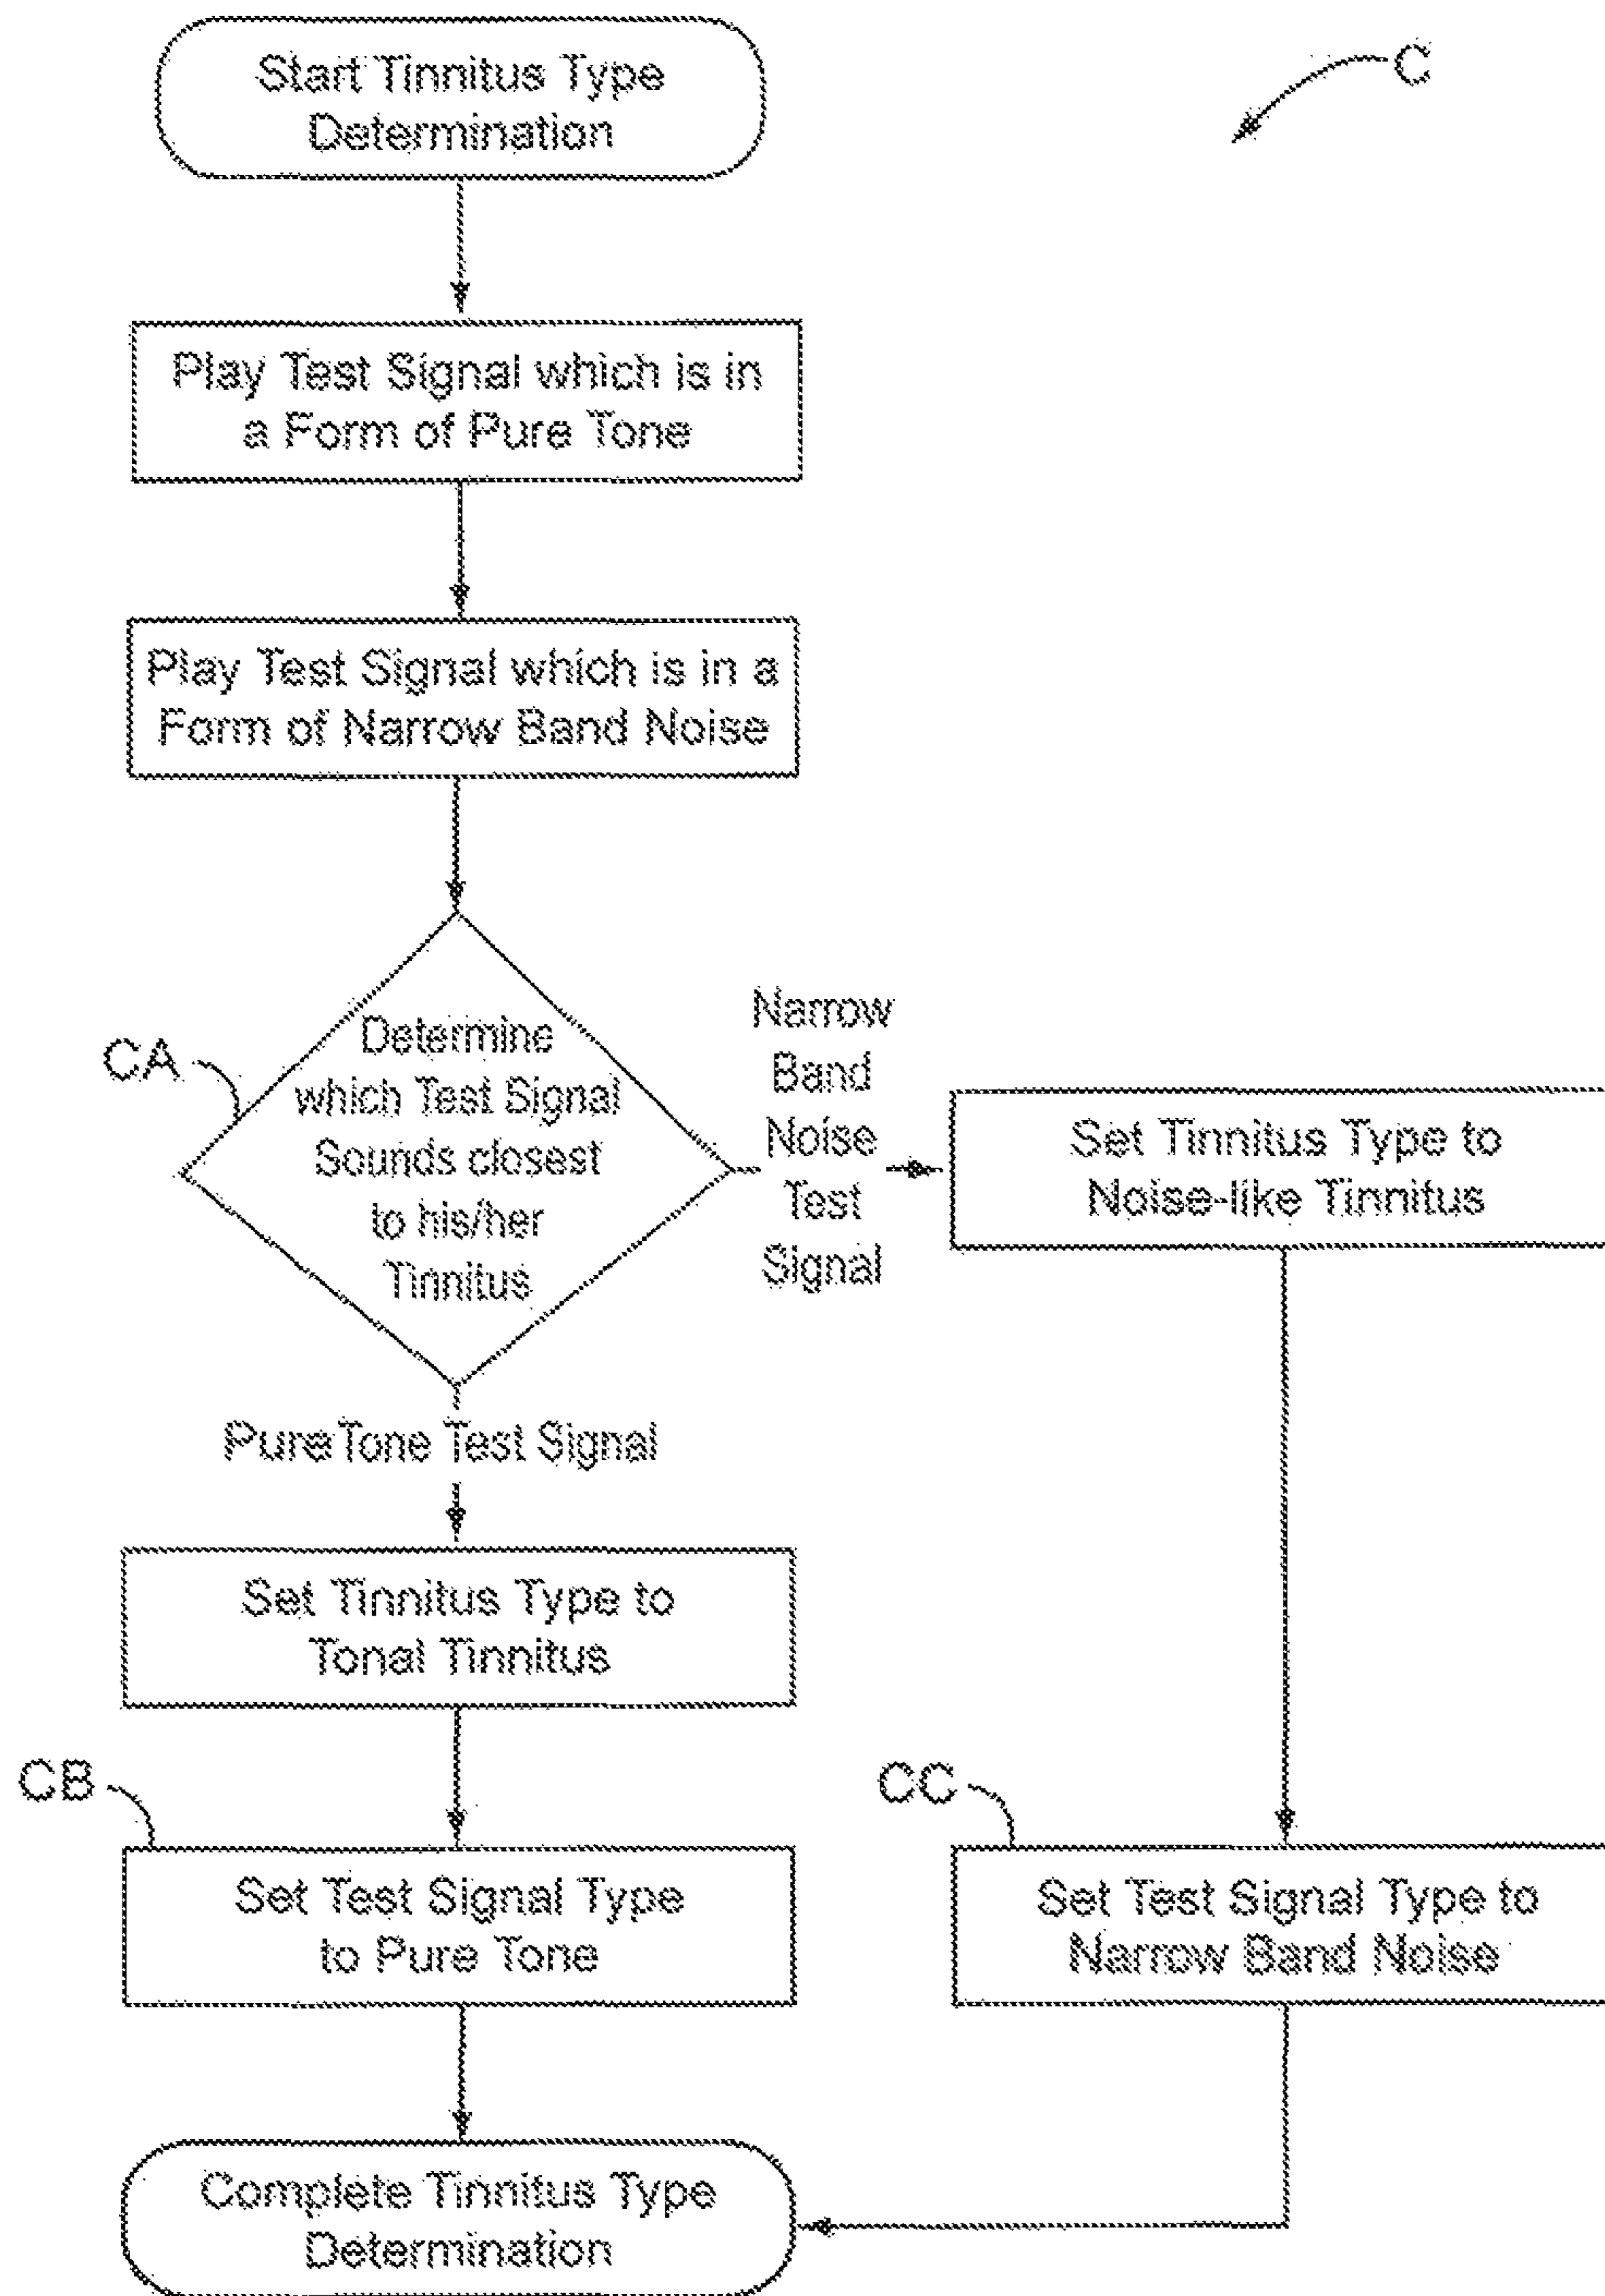 Start Tinnitus Type
Determination
C
Play Test Signal which is in
a Form of Pure Tone
Play Test Signal which is in a
Form of Narrow Band Noise
CA
Determine
which Test Signal
Sounds closest
to his/her
Tinnitus
Narrow
Band
Noise
Test
Signal
Set Tinnitus Type to
Noise-like Tinnitus
Pure Tone Test Signal
Set Tinnitus Type to
Tonal Tinnitus
CB
Set Test Signal Type
to Pure Tone
CC
Set Test Signal Type to
Narrow Band Noise
Complete Tinnitus Type
Determination